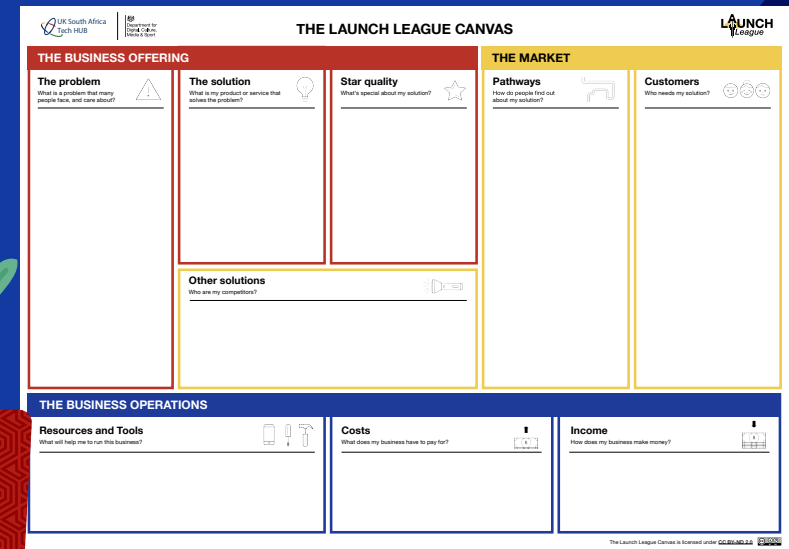 UK South Africa
Tech HUB
Department for
Digital, Culture,
Media & Sport
THE LAUNCH LEAGUE CANVAS
LAUNCH
League
THE BUSINESS OFFERING
THE MARKET
The problem
What is a problem that many
people face, and care about?
The solution
What is my product or service that
solves the problem?
Star quality
What's special about my solution?
Pathways
How do people find out
about my solution?
Customers
Who needs my solution?
Other solutions
Who are my competitors?
THE BUSINESS OPERATIONS
Resources and Tools
What will help me to run this business?
Costs
What does my business have to pay for?
Income
How does my business make money?
The Launch League Canvas is licensed under CC BY-ND 2.0